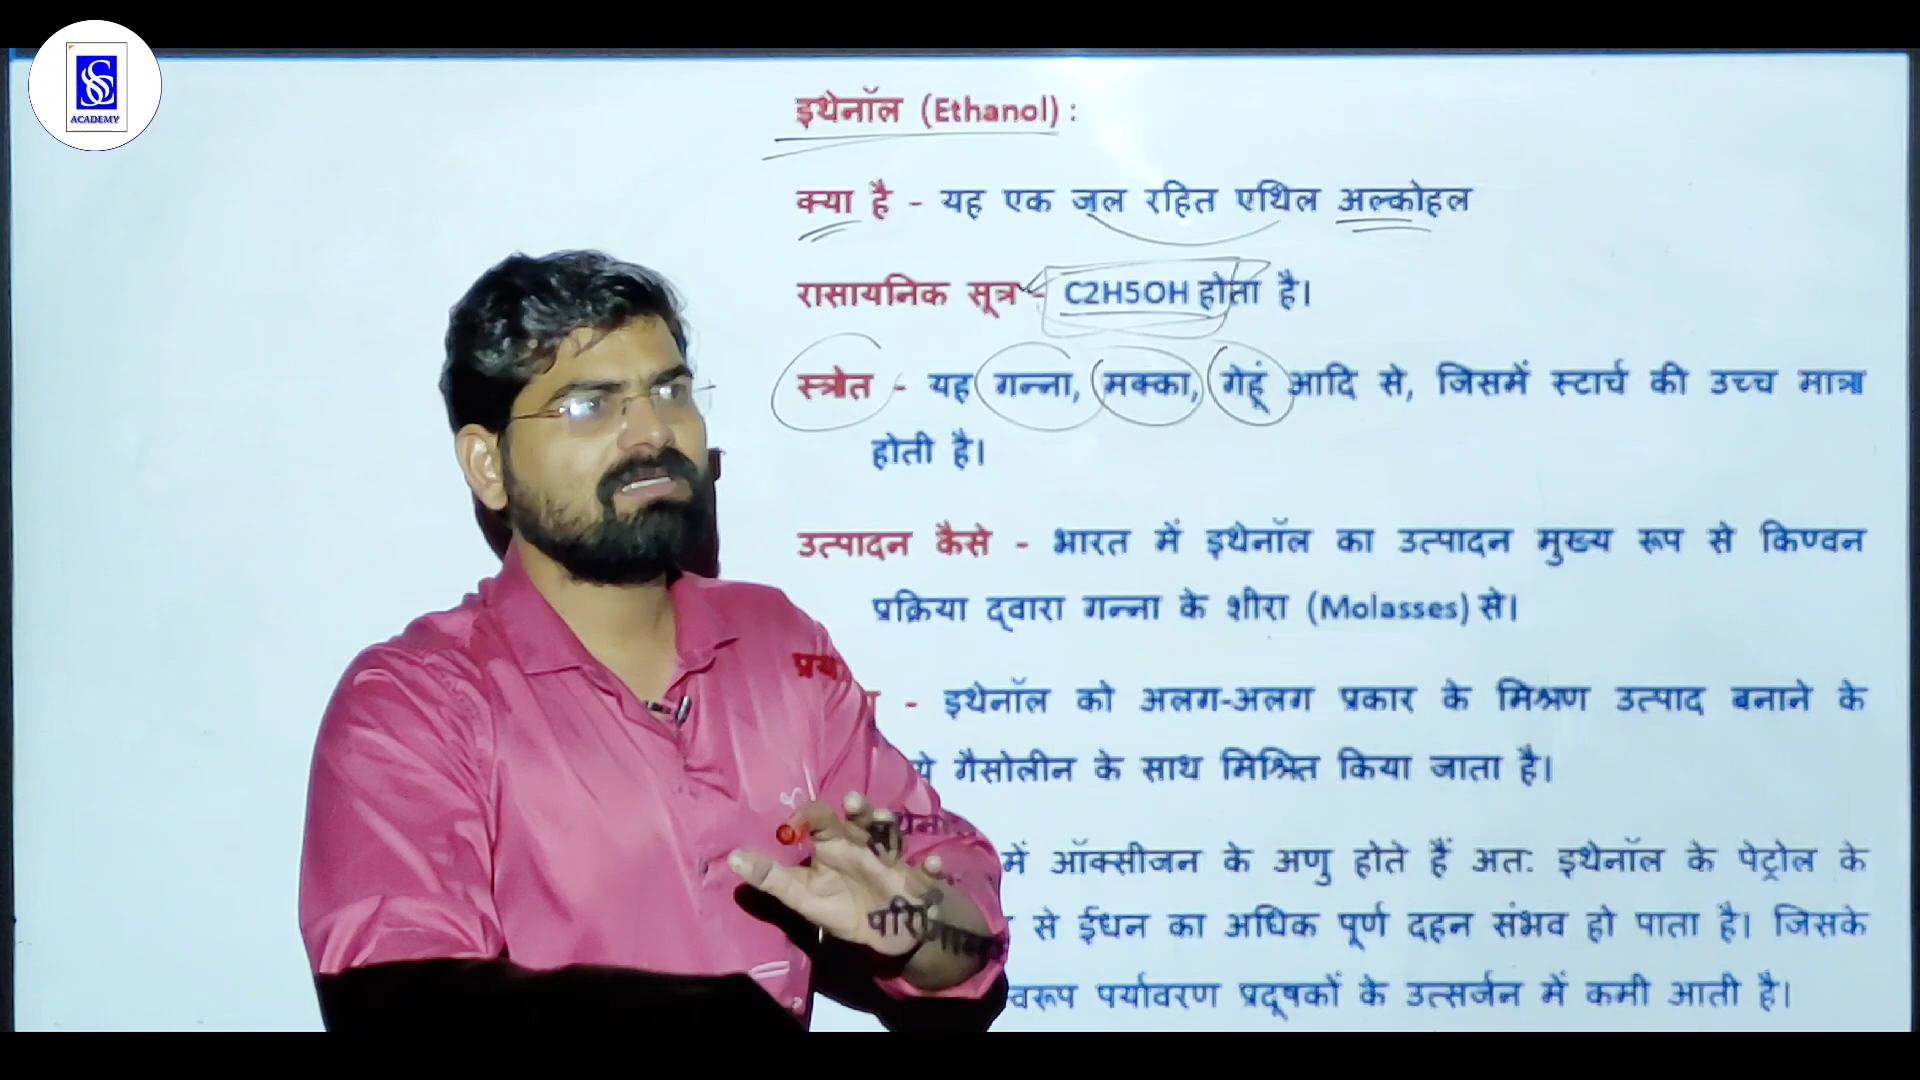 SS
ACADEMY
इथेनॉल (Ethanol) :
क्या है - यह एक जल रहित एथिल अल्कोहल
रासायनिक सूत्र - C2H5OH होता है।
स्त्रोत - यह गन्ना, मक्का, गेहूं आदि से, जिसमें स्टार्च की उच्च मात्रा
होती है।
उत्पादन कैसे - भारत में इथेनॉल का उत्पादन मुख्य रूप से किण्वन
प्रक्रिया द्वारा गन्ना के शीरा (Molasses) से।
- इथेनॉल को अलग-अलग प्रकार के मिश्रण उत्पाद बनाने के
गैसोलीन के साथ मिश्रित किया जाता है।
में ऑक्सीजन के अणु होते हैं अत: इथेनॉल के पेट्रोल के
से ईधन का अधिक पूर्ण दहन संभव हो पाता है। जिसके
पर्यावरण प्रदूषकों के उत्सर्जन में कमी आती है।